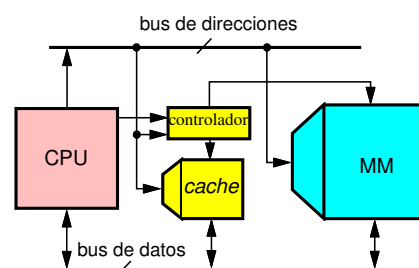 bus de direcciones
controlador
CPU
cache
MM
bus de datos